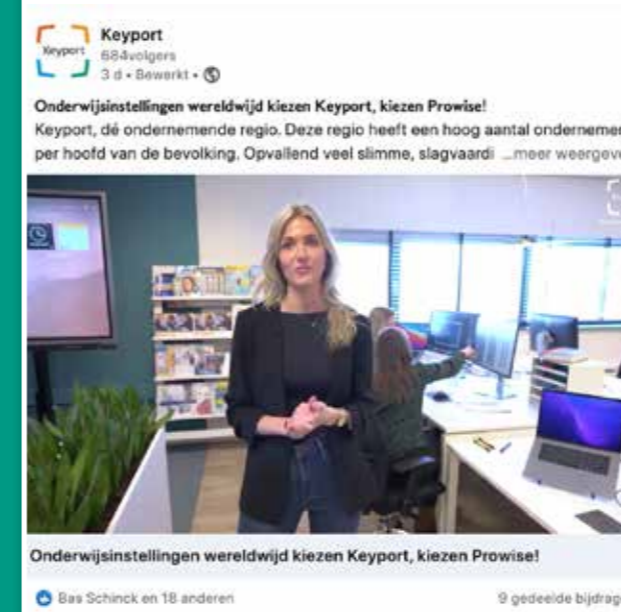 Keyport
Keyport
684volgers
3 d • Bewerkt •
Onderwijsinstellingen wereldwijd kiezen Keyport, kiezen Prowise!
Keyport, dé ondernemende regio. Deze regio heeft een hoog aantal ondernemer
per hoofd van de bevolking. Opvallend veel slimme, slagvaardi ...meer weergeve
Onderwijsinstellingen wereldwijd kiezen Keyport, kiezen Prowise!
Bas Schinck en 18 anderen
9 gedeelde bijdrag